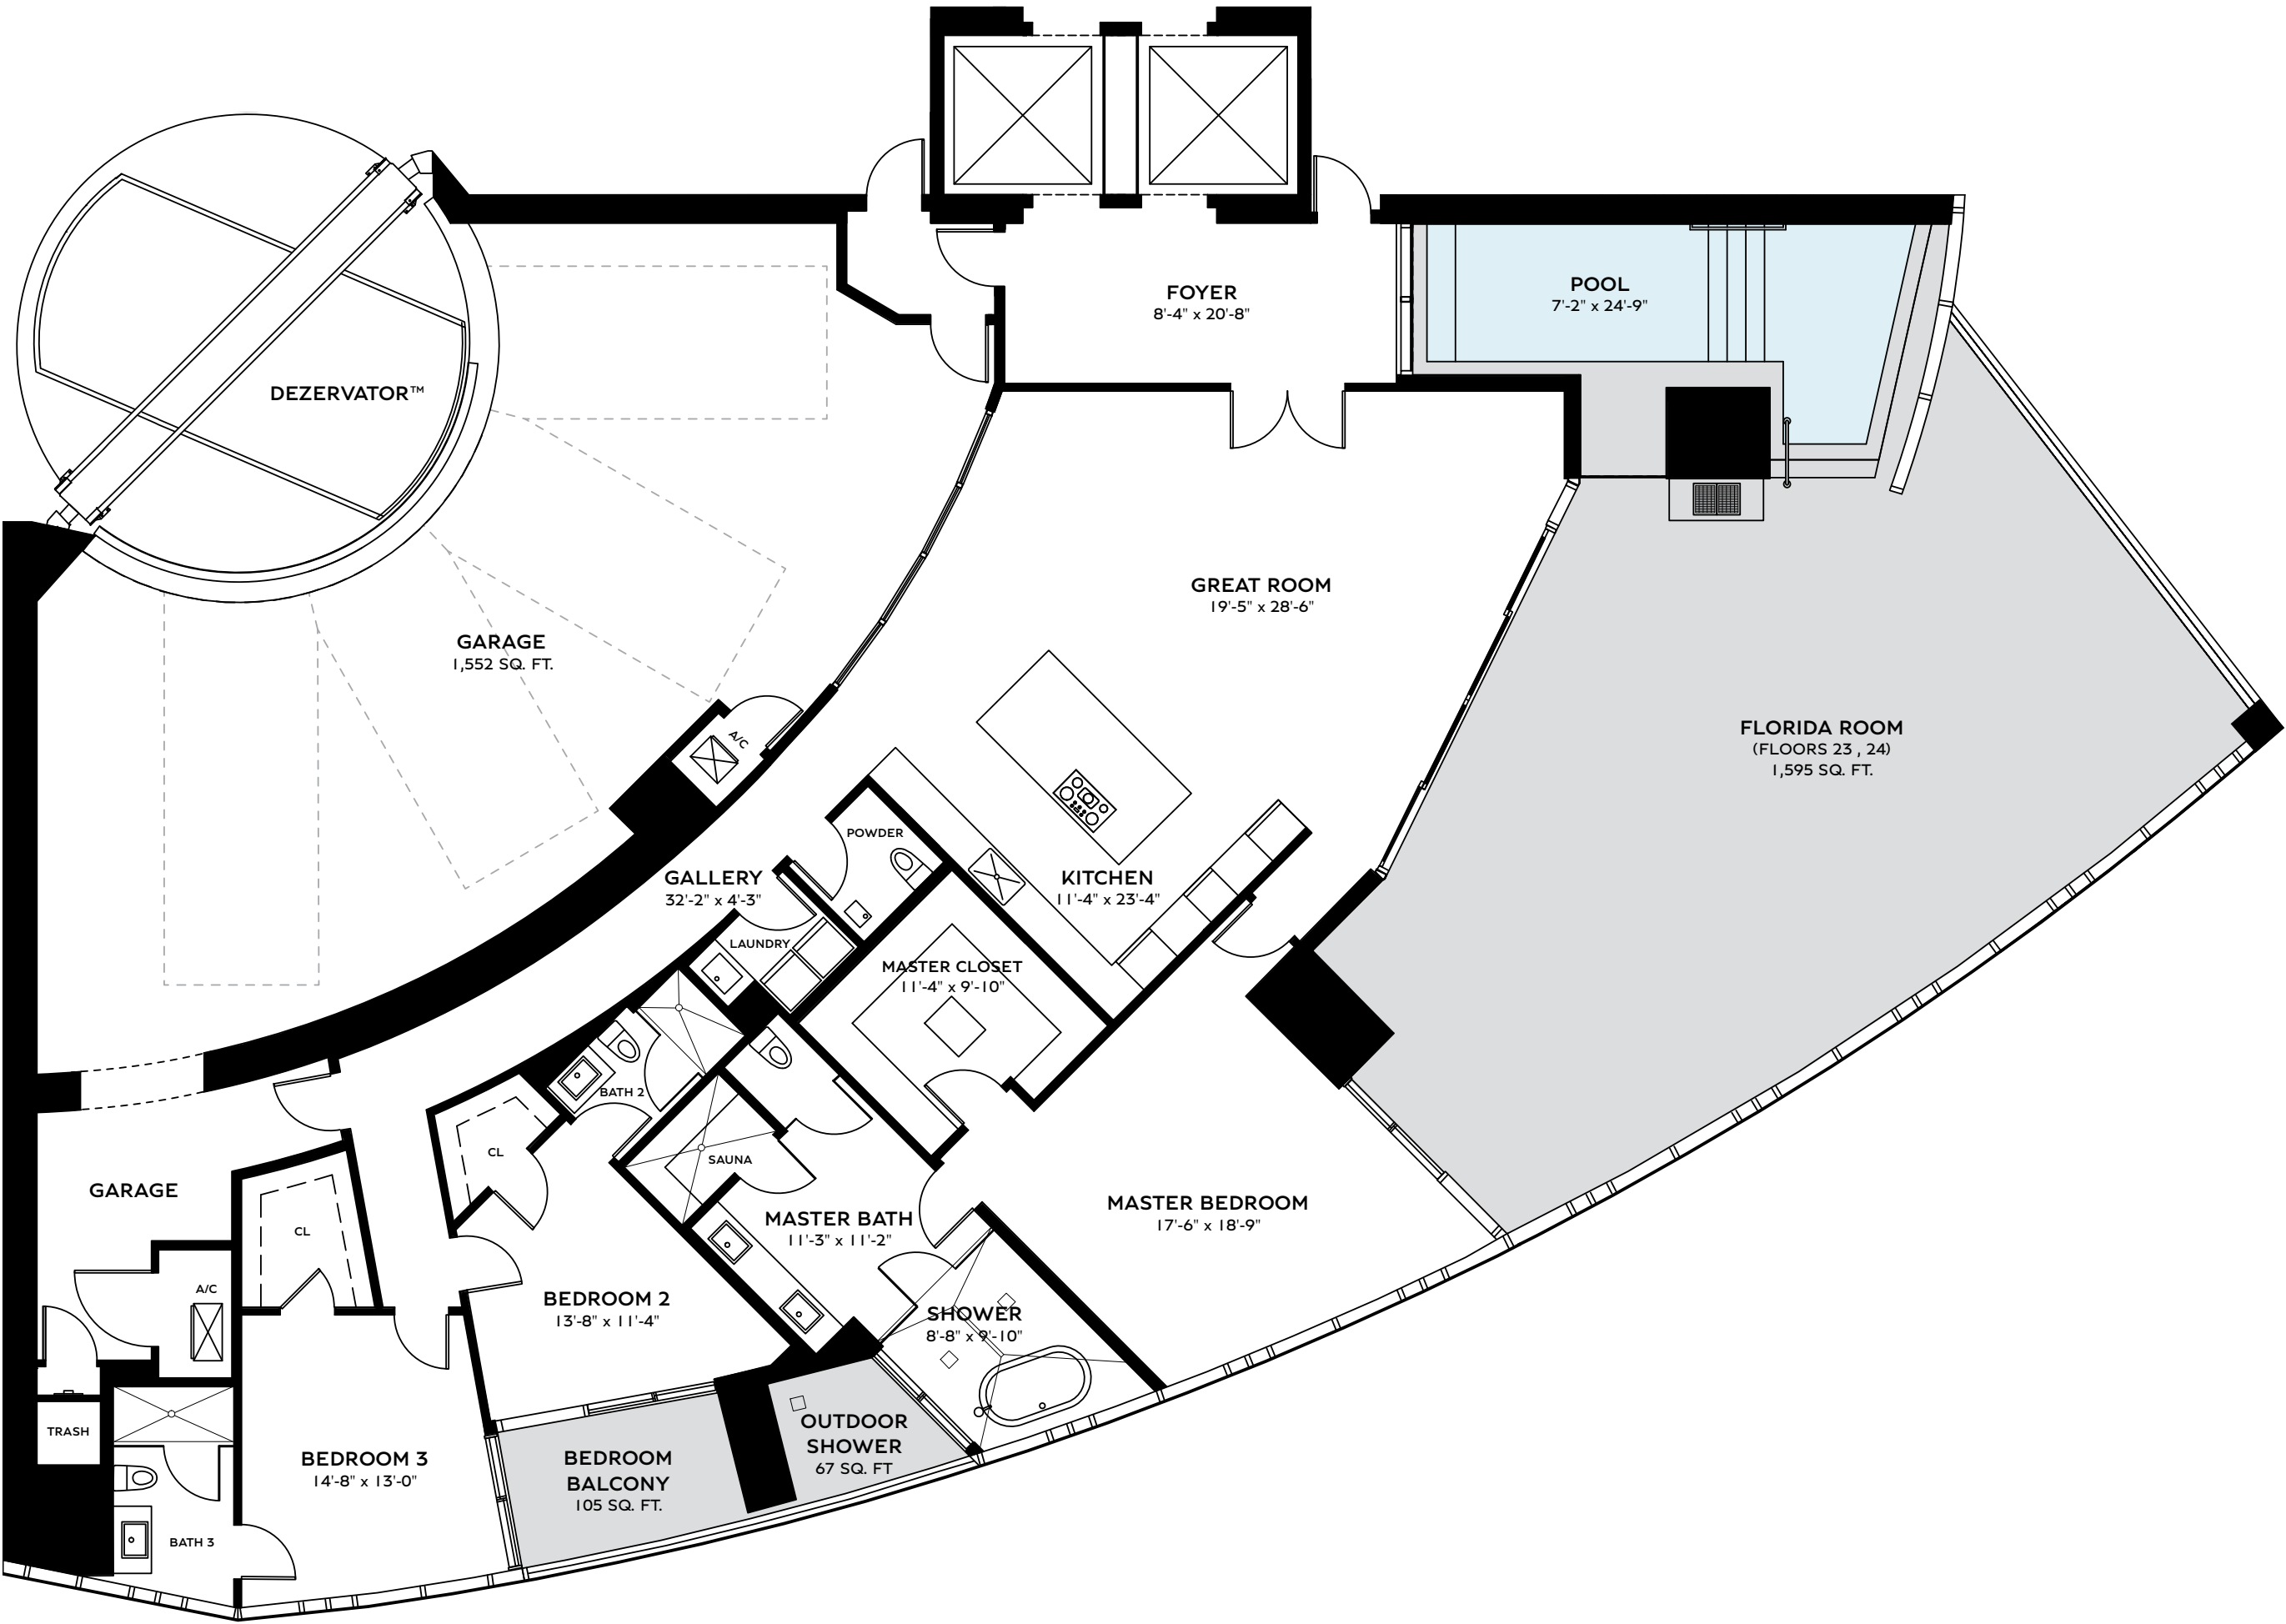 FOYER
8'-4" x 20'-8"
POOL
7'-2" x 24'-9"
DEZERVATOR™
GREAT ROOM
19'-5" x 28'-6"
GARAGE
1,552 SQ. FT.
FLORIDA ROOM
(FLOORS 23 , 24)
1,595 SQ. FT.
A/C
POWDER
GALLERY
32'-2" x 4'-3"
KITCHEN
11'-4" x 23'-4"
LAUNDRY
MASTER CLOSET
11'-4" x 9'-10"
BATH 2
CL
SAUNA
GARAGE
MASTER BEDROOM
17'-6" x 18'-9"
MASTER BATH
11'-3" x 11'-2"
CL
A/C
BEDROOM 2
13'-8" x 11'-4"
SHOWER
8'-8" x 9'-10"
TRASH
OUTDOOR
SHOWER
67 SQ. FT
BEDROOM 3
14'-8" x 13'-0"
BEDROOM
BALCONY
105 SQ. FT.
BATH 3